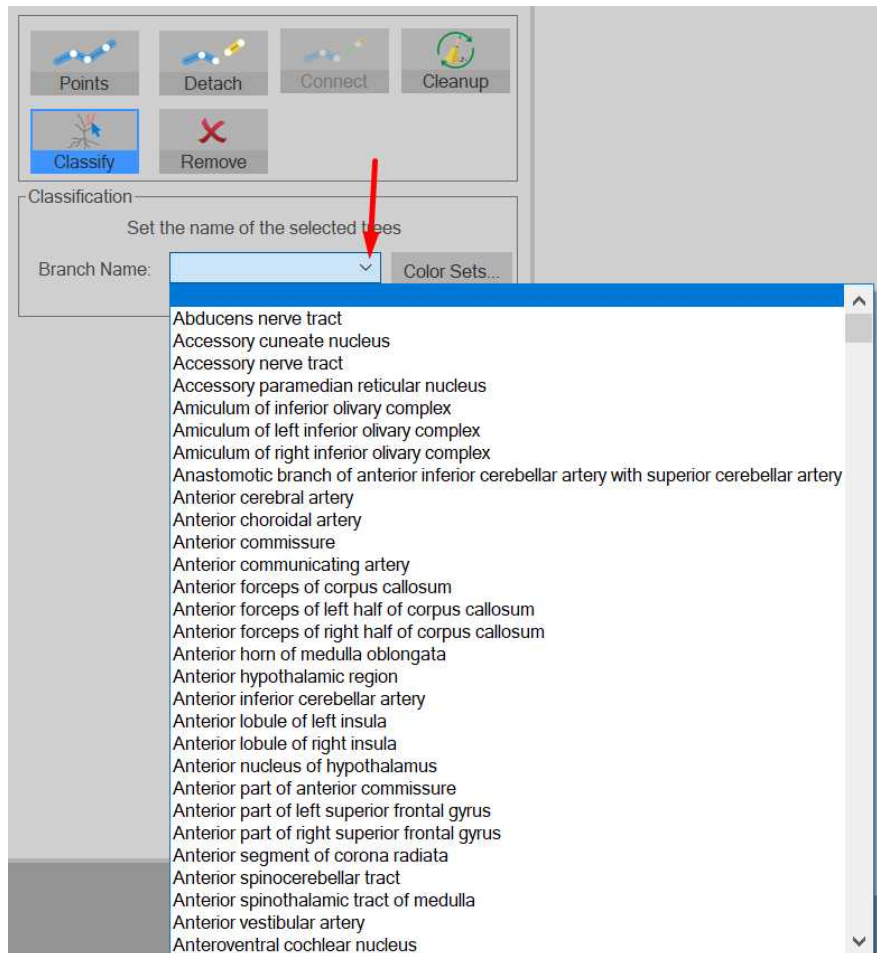 Points Detach Connect Cleanup
Classify Remove
Classification
Set the name of the selected trees
Branch Name: Color Sets...
Abducens nerve tract
Accessory cuneate nucleus
Accessory nerve tract
Accessory paramedian reticular nucleus
Amiculum of inferior olivary complex
Amiculum of left inferior olivary complex
Amiculum of right inferior olivary complex
Anastomotic branch of anterior inferior cerebellar artery with superior cerebellar artery
Anterior cerebral artery
Anterior choroidal artery
Anterior commissure
Anterior communicating artery
Anterior forceps of corpus callosum
Anterior forceps of left half of corpus callosum
Anterior forceps of right half of corpus callosum
Anterior horn of medulla oblongata
Anterior hypothalamic region
Anterior inferior cerebellar artery
Anterior lobule of left insula
Anterior lobule of right insula
Anterior nucleus of hypothalamus
Anterior part of anterior commissure
Anterior part of left superior frontal gyrus
Anterior part of right superior frontal gyrus
Anterior segment of corona radiata
Anterior spinocerebellar tract
Anterior spinothalamic tract of medulla
Anterior vestibular artery
Anteroventral cochlear nucleus